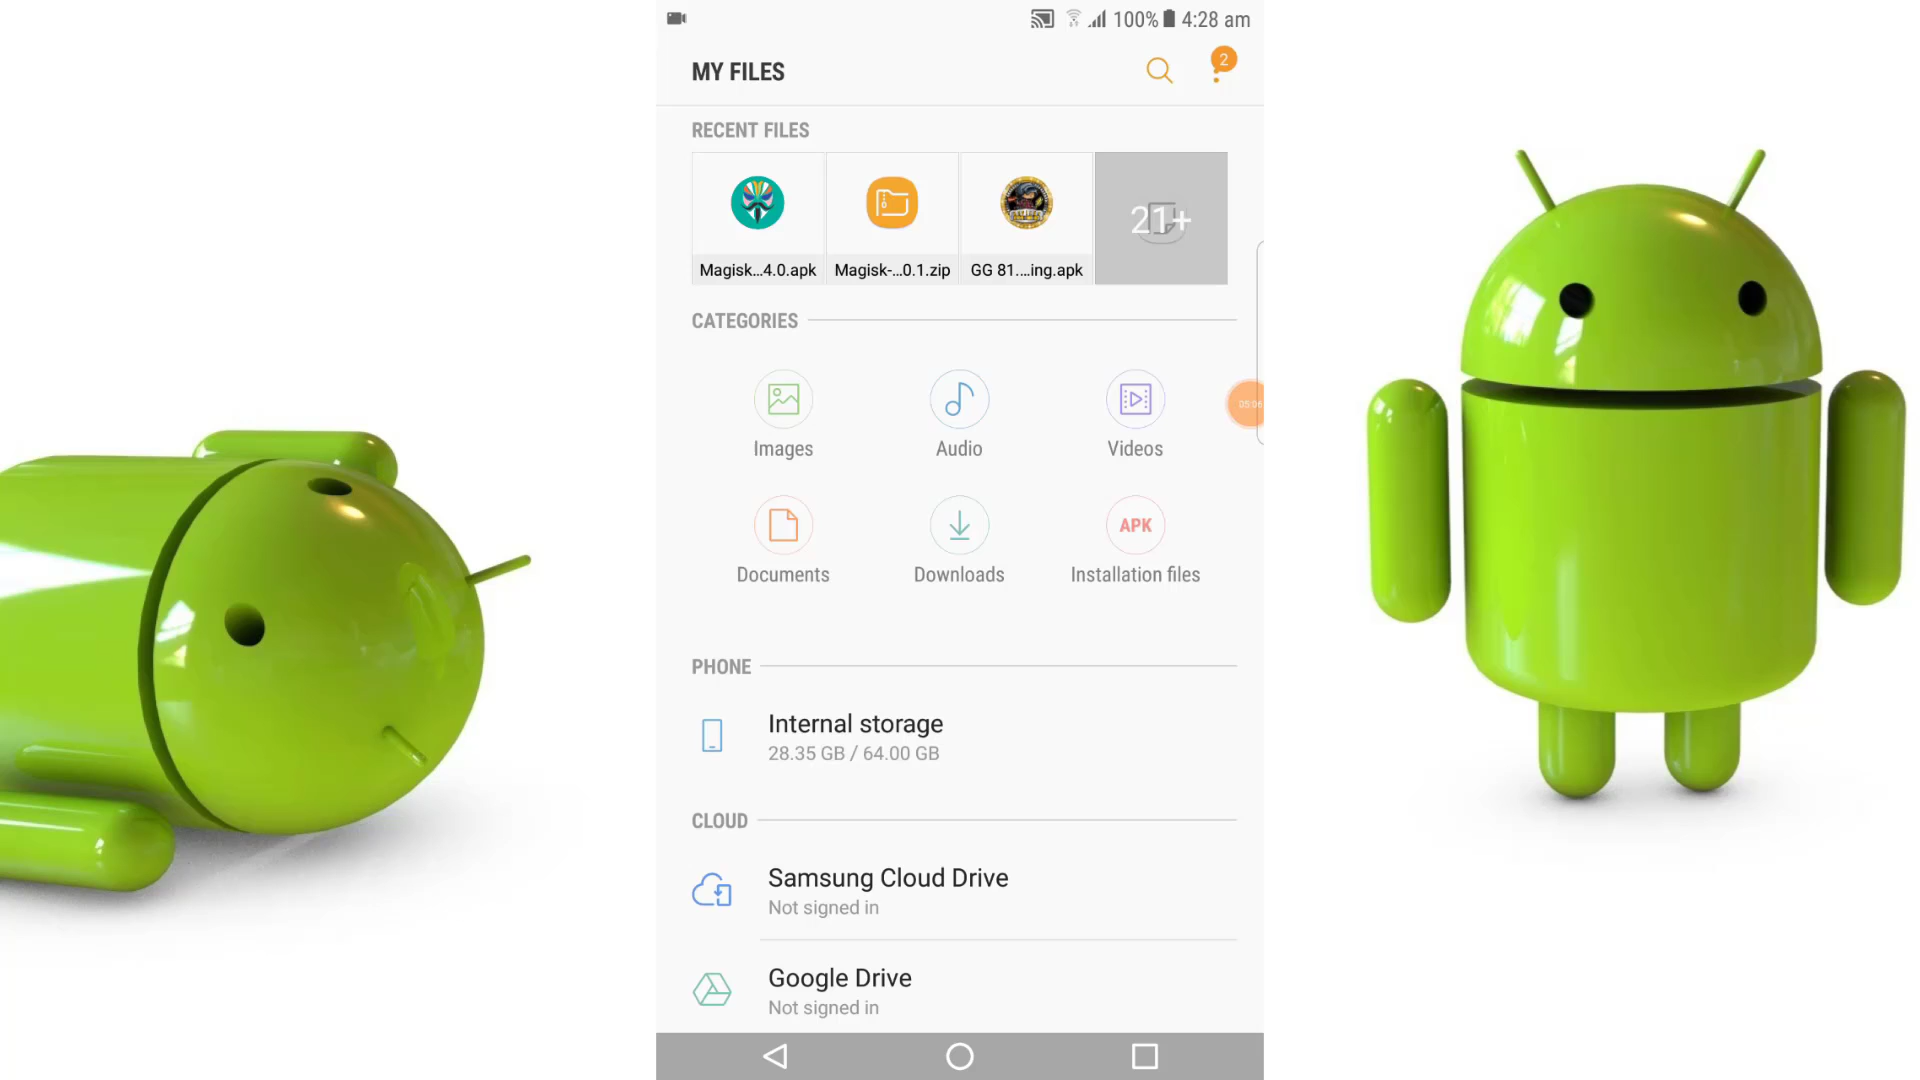 100% 4:28 am
MY FILES
2
RECENT FILES
21+
Magisk...4.0.apk
Magisk-...0.1.zip
GG 81....ing.apk
CATEGORIES
05:06
Images
Audio
Videos
APK
Documents
Downloads
Installation files
PHONE
Internal storage
28.35 GB / 64.00 GB
CLOUD
Samsung Cloud Drive
Not signed in
Google Drive
Not signed in